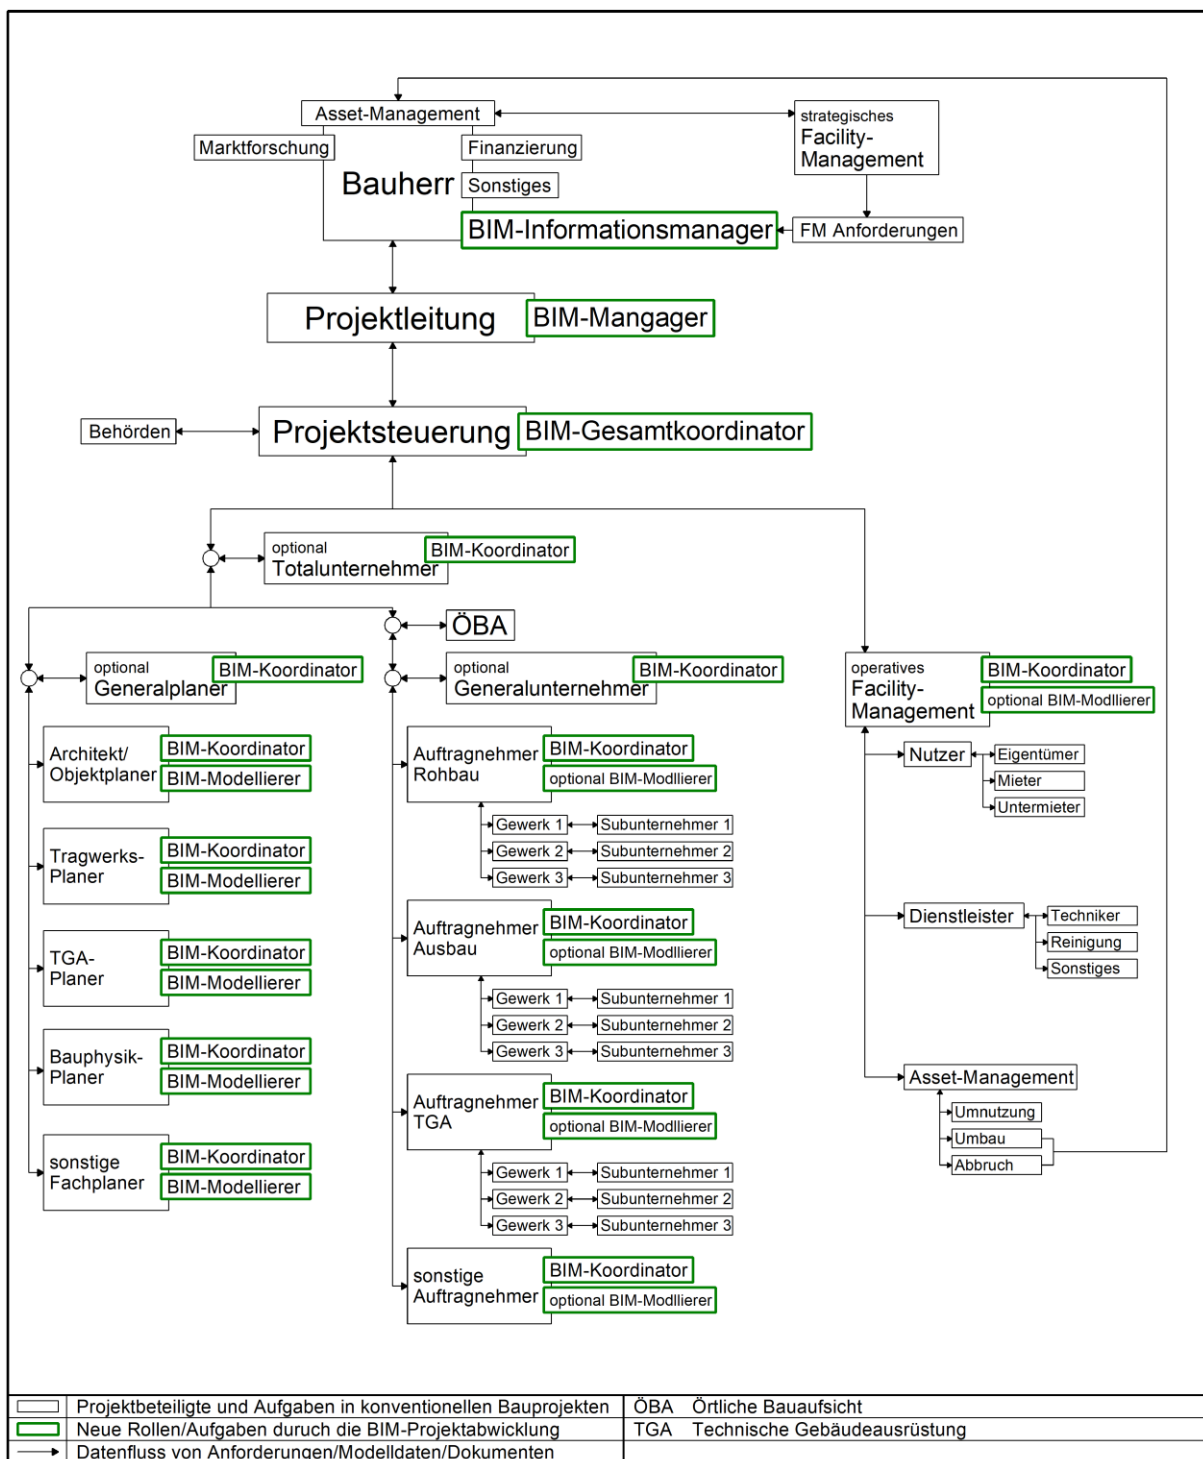 Asset-Management
strategisches
Facility-
Management
Marktforschung
Finanzierung
Bauherr
Sonstiges
BIM-Informationsmanager
FM Anforderungen
Projektleitung
BIM-Mangager
Behörden
Projektsteuerung
BIM-Gesamtkoordinator
optional
Totalunternehmer
BIM-Koordinator
ÖBA
optional
Generalplaner
BIM-Koordinator
optional
Generalunternehmer
BIM-Koordinator
operatives
Facility-
Management
BIM-Koordinator
optional BIM-Modllierer
Architekt/
Objektplaner
BIM-Koordinator
BIM-Modellierer
Tragwerks-
Planer
BIM-Koordinator
BIM-Modellierer
TGA-
Planer
BIM-Koordinator
BIM-Modellierer
Bauphysik-
Planer
BIM-Koordinator
BIM-Modellierer
sonstige
Fachplaner
BIM-Koordinator
BIM-Modellierer
Auftragnehmer
Rohbau
BIM-Koordinator
optional BIM-Modllierer
Gewerk 1
Subunternehmer 1
Gewerk 2
Subunternehmer 2
Gewerk 3
Subunternehmer 3
Auftragnehmer
Ausbau
BIM-Koordinator
optional BIM-Modllierer
Gewerk 1
Subunternehmer 1
Gewerk 2
Subunternehmer 2
Gewerk 3
Subunternehmer 3
Auftragnehmer
TGA
BIM-Koordinator
optional BIM-Modllierer
Gewerk 1
Subunternehmer 1
Gewerk 2
Subunternehmer 2
Gewerk 3
Subunternehmer 3
sonstige
Auftragnehmer
BIM-Koordinator
optional BIM-Modllierer
Nutzer
Eigentümer
Mieter
Untermieter
Dienstleister
Techniker
Reinigung
Sonstiges
Asset-Management
Umnutzung
Umbau
Abbruch
Projektbeteiligte und Aufgaben in konventionellen Bauprojekten
ÖBA Örtliche Bauaufsicht
Neue Rollen/Aufgaben duruch die BIM-Projektabwicklung
TGA Technische Gebäudeausrüstung
Datenfluss von Anforderungen/Modelldaten/Dokumenten